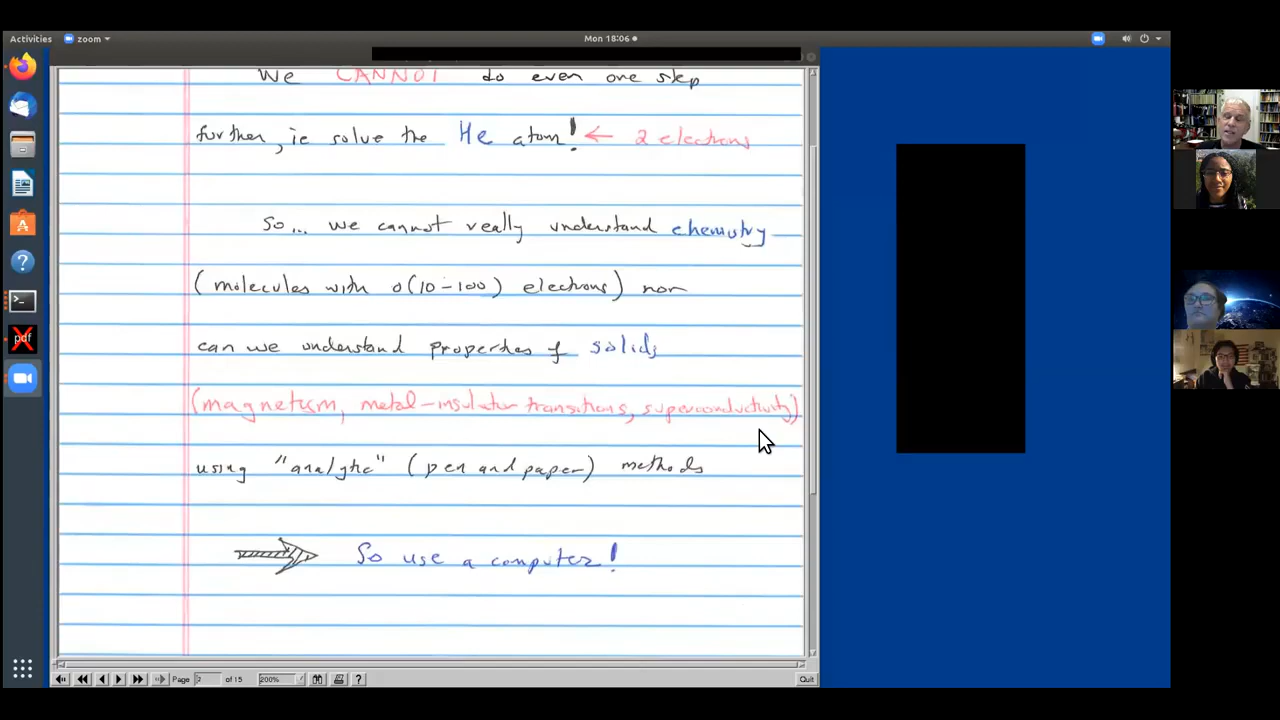 Activities zoom Mon 18:06
We CANNOT do even one step
further, ie solve the He atom! ← 2 electrons
So... we cannot really understand chemistry
(molecules with O(10-100) electrons) nor
can we understand properties of solids
(magnetism, metal-insulator transitions, superconductivity)
using "analytic" (pen and paper) methods
So use a computer!
pdf
Page 2 of 15 200% ? Quit